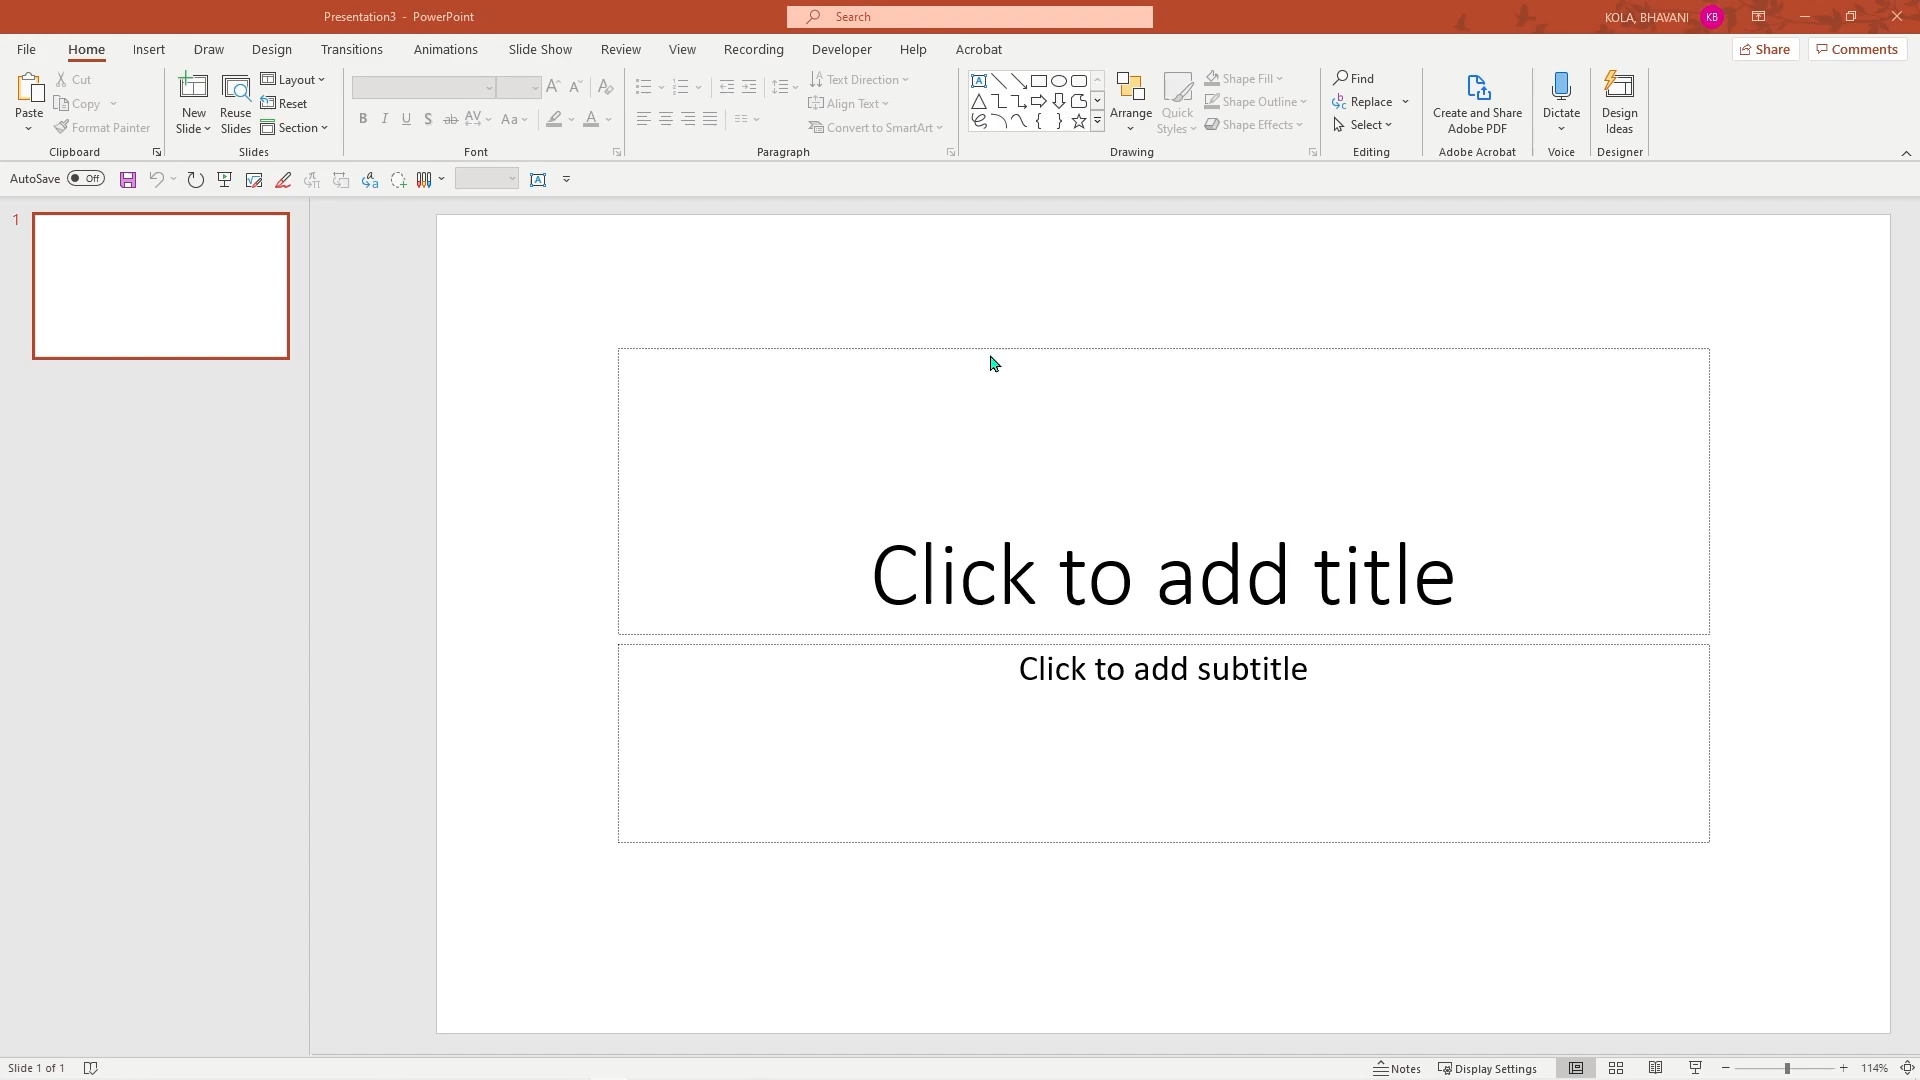 Presentation3 - PowerPoint
Search
KOLA, BHAVANI KB
File Home Insert Draw Design Transitions Animations Slide Show Review View Recording Developer Help Acrobat Share Comments
Paste
Cut
Copy
Format Painter
Clipboard
New Slide
Reuse Slides
Layout
Reset
Section
Slides
B I U S ab AV Aa A
Font
Text Direction
Align Text
Convert to SmartArt
Paragraph
Arrange
Quick Styles
Shape Fill
Shape Outline
Shape Effects
Drawing
Find
Replace
Select
Editing
Create and Share Adobe PDF
Adobe Acrobat
Dictate
Voice
Design Ideas
Designer
AutoSave Off
1
Click to add title
Click to add subtitle
Slide 1 of 1
Notes Display Settings 114%